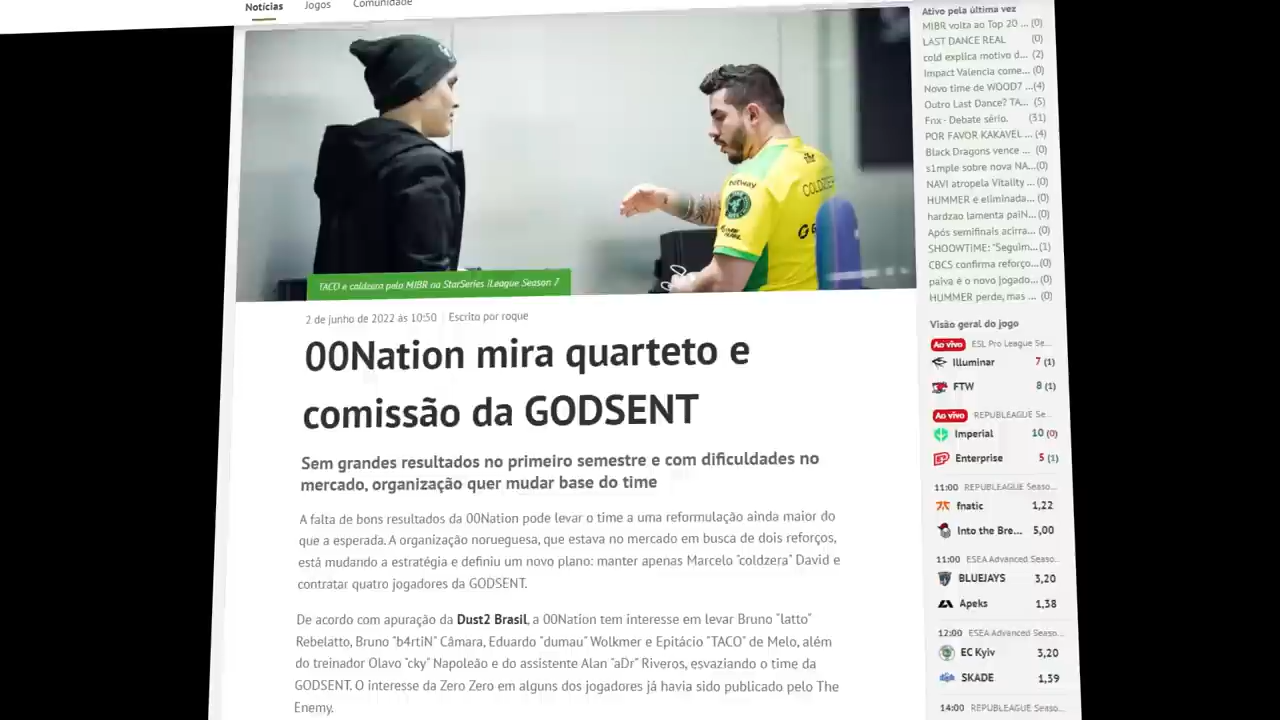 Notícias Jogos Comunidade
TACO e coldzera pela MIBR na StarSeries iLeague Season 7
2 de junho de 2022 às 10:50 Escrito por roque
00Nation mira quarteto e
comissão da GODSENT
Sem grandes resultados no primeiro semestre e com dificuldades no
mercado, organização quer mudar base do time
A falta de bons resultados da 00Nation pode levar o time a uma reformulação ainda maior do
que a esperada. A organização norueguesa, que estava no mercado em busca de dois reforços,
está mudando a estratégia e definiu um novo plano: manter apenas Marcelo "coldzera" David e
contratar quatro jogadores da GODSENT.
De acordo com apuração da Dust2 Brasil, a 00Nation tem interesse em levar Bruno "latto"
Rebelatto, Bruno "b4rtiN" Câmara, Eduardo "dumau" Wolkmer e Epitácio "TACO" de Melo, além
do treinador Olavo "cky" Napoleão e do assistente Alan "aDr" Riveros, esvaziando o time da
GODSENT. O interesse da Zero Zero em alguns dos jogadores já havia sido publicado pelo The
Enemy.
Ativo pela última vez
MIBR volta ao Top 20 ... (0)
LAST DANCE REAL (0)
cold explica motivo d... (2)
Impact Valencia come... (0)
Novo time de WOOD7 ...(4)
Outro Last Dance? TA... (5)
Fnx - Debate sério. (31)
POR FAVOR KAKAVEL ... (4)
Black Dragons vence ... (0)
s1mple sobre nova NA...(0)
NAVI atropela Vitality ... (0)
HUMMER é eliminada... (0)
hardzao lamenta paiN... (0)
Após semifinais acirra... (0)
SHOOWTIME: "Seguim...(1)
CBCS confirma reforço... (0)
paiva é o novo jogado... (0)
HUMMER perde, mas ... (0)
Visão geral do jogo
Ao vivo ESL Pro League Se...
Illuminar 7 (1)
FTW 8 (1)
Ao vivo REPUBLEAGUE Se...
Imperial 10 (0)
Enterprise 5 (1)
11:00 REPUBLEAGUE Seaso...
fnatic 1,22
Into the Bre... 5,00
11:00 ESEA Advanced Seaso...
BLUEJAYS 3,20
Apeks 1,38
12:00 ESEA Advanced Seaso...
EC Kyiv 3,20
SKADE 1,39
14:00 REPUBLEAGUE Seaso...
betway